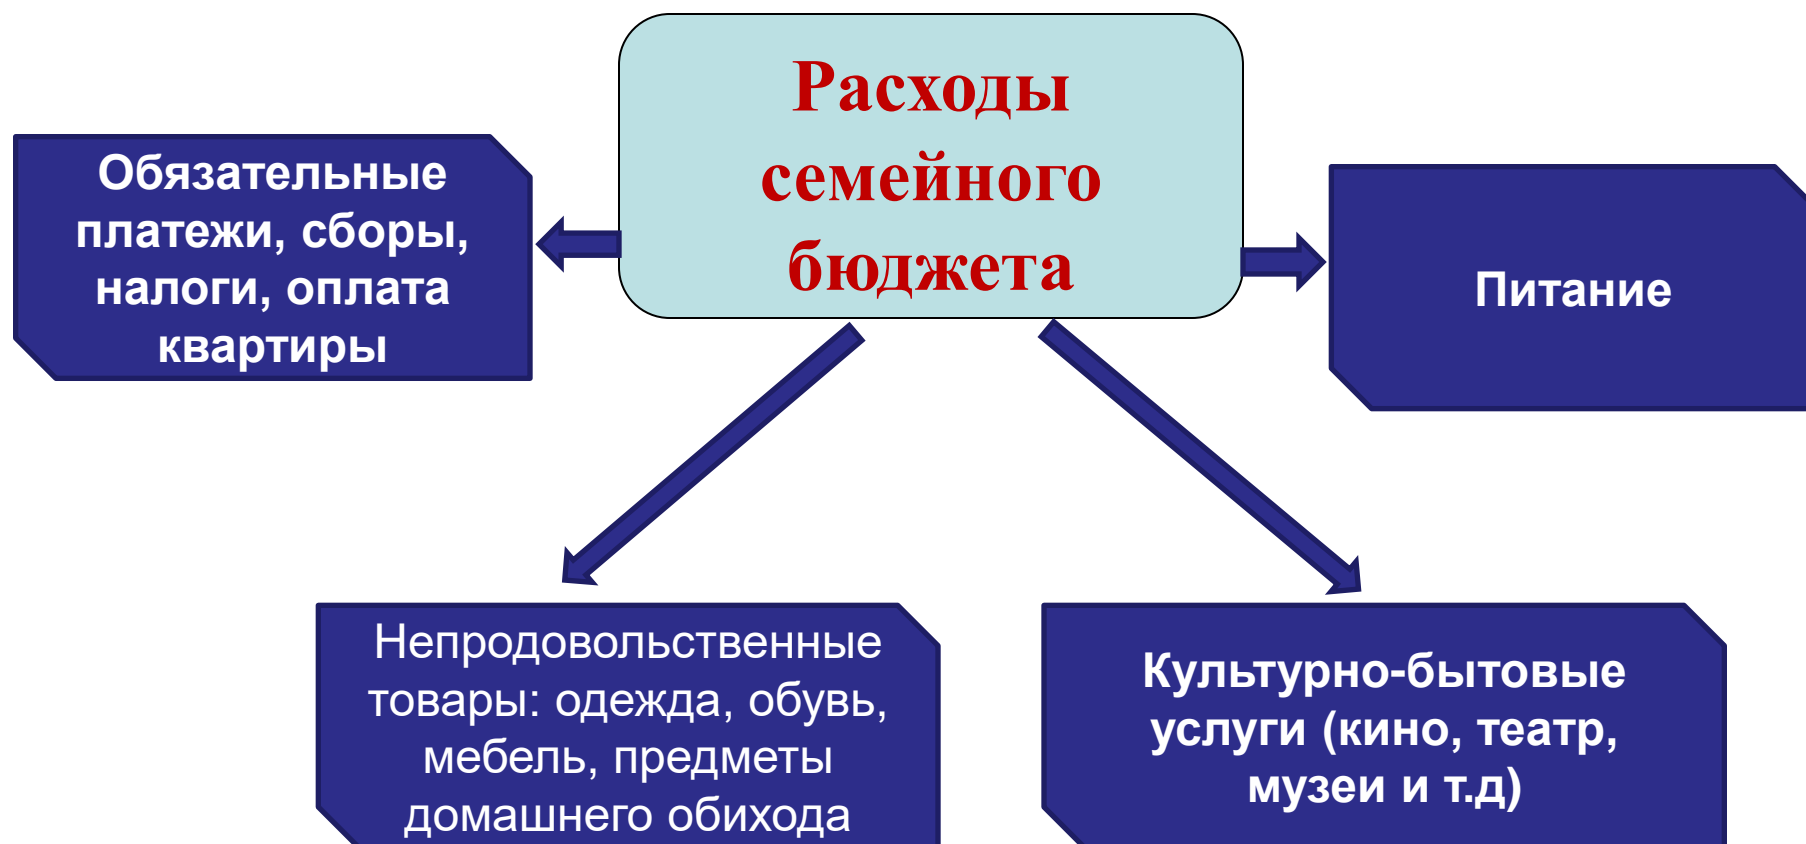 Расходы
семейного
бюджета
Обязательные
платежи, сборы,
налоги, оплата
квартиры
Питание
Непродовольственные
товары: одежда, обувь,
мебель, предметы
домашнего обихода
Культурно-бытовые
услуги (кино, театр,
музеи и т.д)